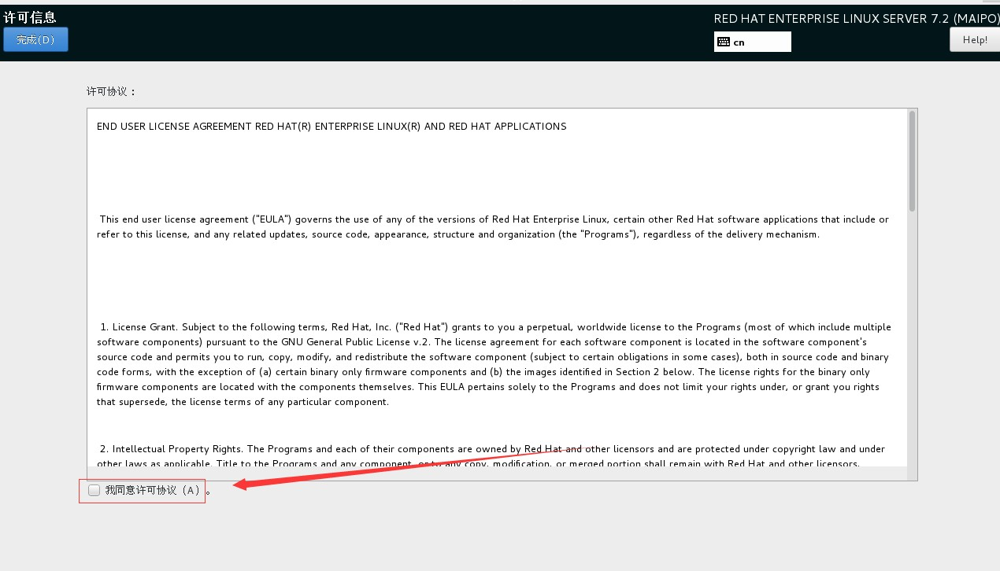 许可信息
RED HAT ENTERPRISE LINUX SERVER 7.2 (MAIPO)
完成(D)
cn
Help!
许可协议：
END USER LICENSE AGREEMENT RED HAT(R) ENTERPRISE LINUX(R) AND RED HAT APPLICATIONS
This end user license agreement ("EULA") governs the use of any of the versions of Red Hat Enterprise Linux, certain other Red Hat software applications that include or
refer to this license, and any related updates, source code, appearance, structure and organization (the "Programs"), regardless of the delivery mechanism.
1. License Grant. Subject to the following terms, Red Hat, Inc. ("Red Hat") grants to you a perpetual, worldwide license to the Programs (most of which include multiple
software components) pursuant to the GNU General Public License v.2. The license agreement for each software component is located in the software component's
source code and permits you to run, copy, modify, and redistribute the software component (subject to certain obligations in some cases), both in source code and binary
code forms, with the exception of (a) certain binary only firmware components and (b) the images identified in Section 2 below. The license rights for the binary only
firmware components are located with the components themselves. This EULA pertains solely to the Programs and does not limit your rights under, or grant you rights
that supersede, the license terms of any particular component.
2. Intellectual Property Rights. The Programs and each of their components are owned by Red Hat and other licensors and are protected under copyright law and under
other laws as applicable. Title to the Programs and any component, or to any copy, modification, or merged portion shall remain with Red Hat and other licensors,
我同意许可协议（A）。